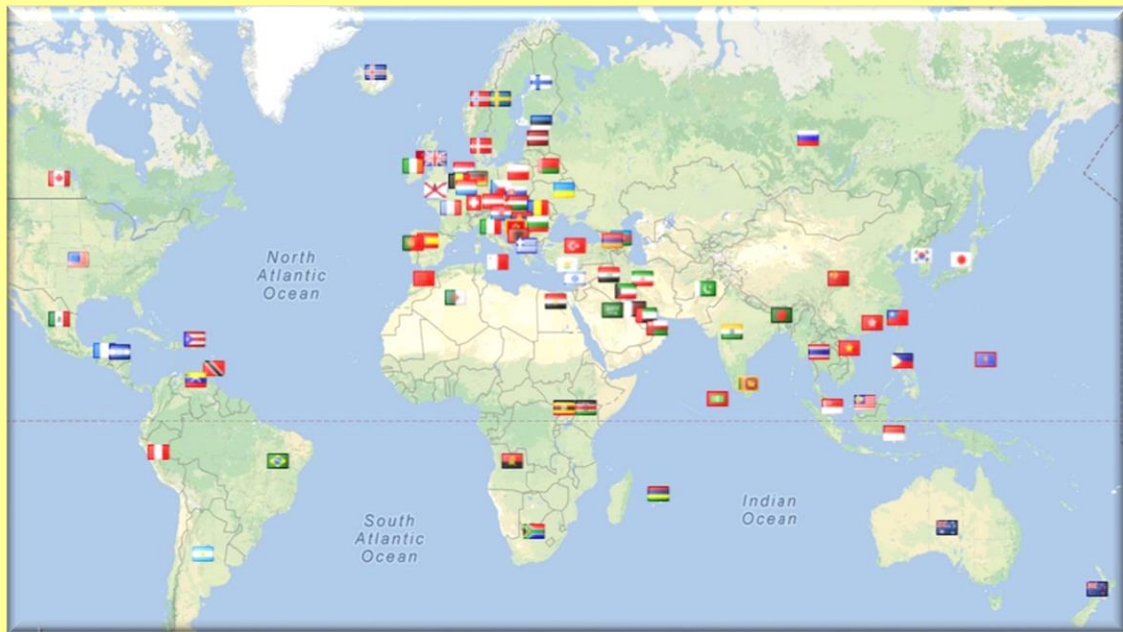 North
Atlantic
Ocean
South
Atlantic
Ocean
Indian
Ocean